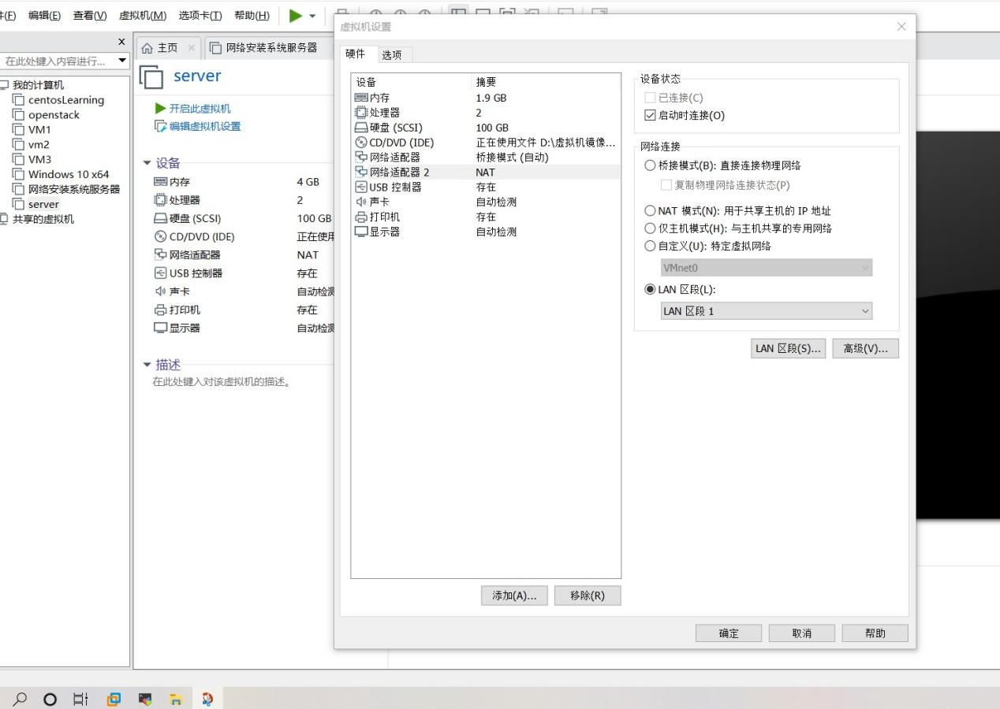 件(F) 编辑(E) 查看(V) 虚拟机(M) 选项卡(T) 帮助(H)
在此处键入内容进行...
我的计算机
centosLearning
openstack
VM1
vm2
VM3
Windows 10 x64
网络安装系统服务器
server
共享的虚拟机
主页 网络安装系统服务器
server
开启此虚拟机
编辑虚拟机设置
设备
内存 4 GB
处理器 2
硬盘 (SCSI) 100 GB
CD/DVD (IDE) 正在使用
网络适配器 NAT
USB 控制器 存在
声卡 自动检测
打印机 存在
显示器 自动检测
描述
在此处键入对该虚拟机的描述。
虚拟机设置
硬件 选项
设备 摘要
内存 1.9 GB
处理器 2
硬盘 (SCSI) 100 GB
CD/DVD (IDE) 正在使用文件 D:\虚拟机镜像...
网络适配器 桥接模式 (自动)
网络适配器 2 NAT
USB 控制器 存在
声卡 自动检测
打印机 存在
显示器 自动检测
添加(A)... 移除(R)
设备状态
已连接(C)
启动时连接(O)
网络连接
桥接模式(B): 直接连接物理网络
复制物理网络连接状态(P)
NAT 模式(N): 用于共享主机的 IP 地址
仅主机模式(H): 与主机共享的专用网络
自定义(U): 特定虚拟网络
VMnet0
LAN 区段(L):
LAN 区段 1
LAN 区段(S)... 高级(V)...
确定 取消 帮助